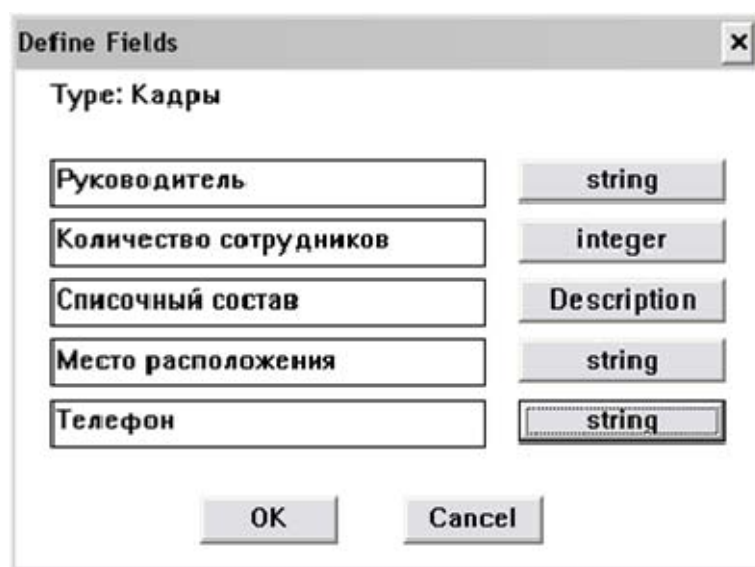 Define Fields
Type: Кадры
Руководитель string
Количество сотрудников integer
Списочный состав Description
Место расположения string
Телефон string
OK Cancel